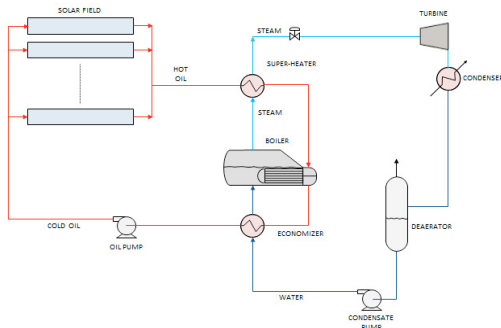 SOLAR FIELD
TURBINE
STEAM
HOT
OIL
SUPER-HEATER
CONDENSER
STEAM
BOILER
COLD OIL
OIL PUMP
ECONOMIZER
DEAERATOR
WATER
CONDENSATE
PUMP